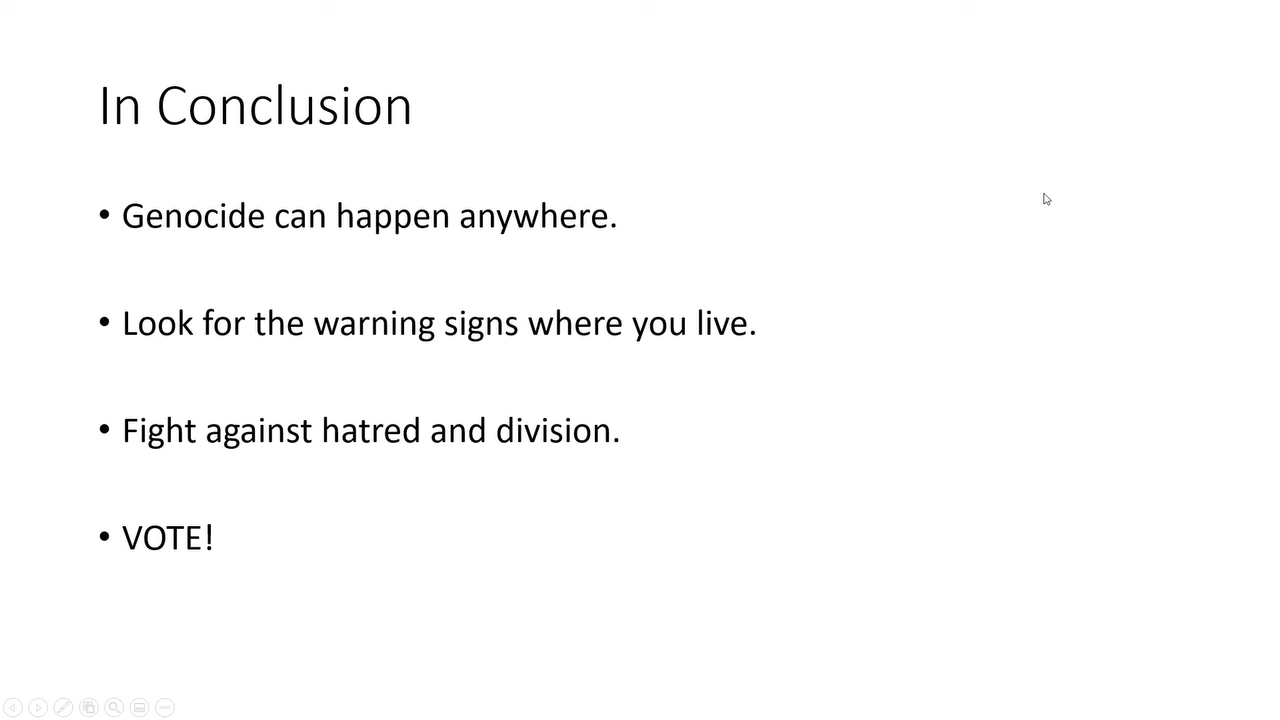 In Conclusion
• Genocide can happen anywhere.
• Look for the warning signs where you live.
• Fight against hatred and division.
• VOTE!